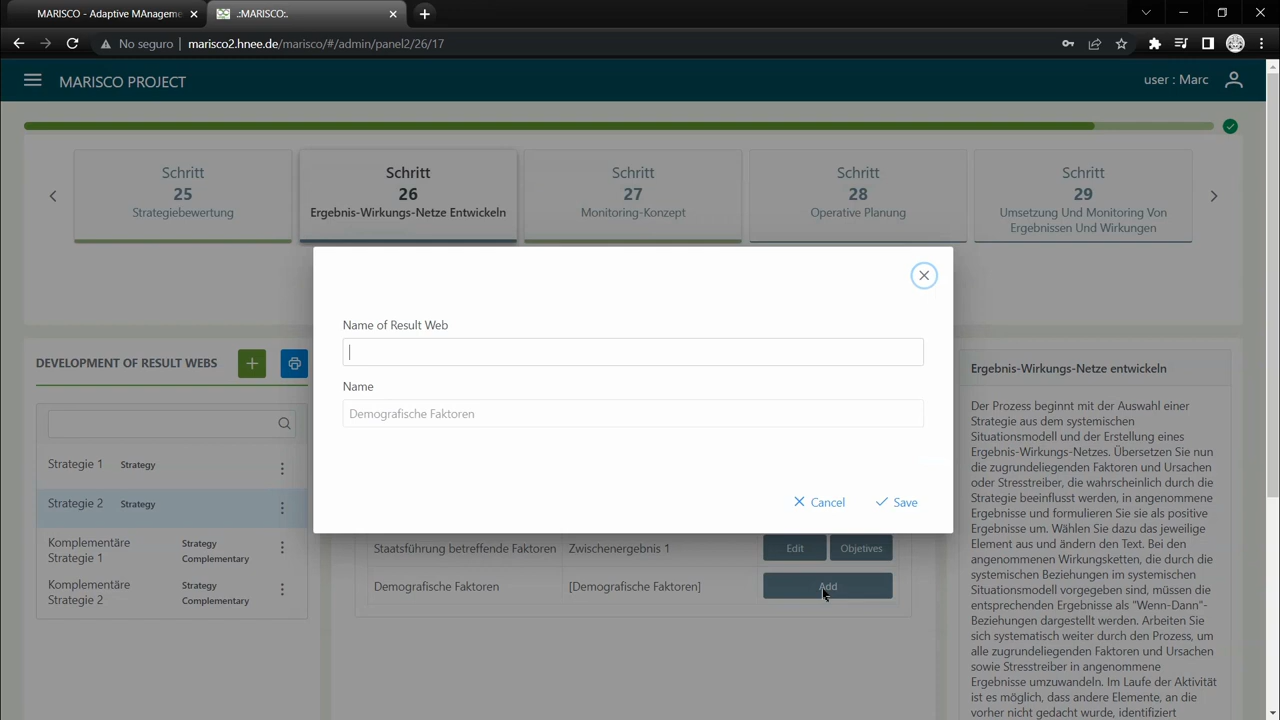 MARISCO - Adaptive MAnageme
.:MARISCO:.
No seguro
marisco2.hnee.de/marisco/#/admin/panel2/26/17
MARISCO PROJECT
user : Marc
Schritt
25
Strategiebewertung
Schritt
26
Ergebnis-Wirkungs-Netze Entwickeln
Schritt
27
Monitoring-Konzept
Schritt
28
Operative Planung
Schritt
29
Umsetzung Und Monitoring Von
Ergebnissen Und Wirkungen
DEVELOPMENT OF RESULT WEBS
Strategie 1 Strategy
Strategie 2 Strategy
Komplementäre
Strategie 1
Strategy
Complementary
Komplementäre
Strategie 2
Strategy
Complementary
Name of Result Web
Name
Demografische Faktoren
Cancel
Save
Staatsführung betreffende Faktoren Zwischenergebnis 1 Edit Objetives
Demografische Faktoren [Demografische Faktoren] Add
Ergebnis-Wirkungs-Netze entwickeln
Der Prozess beginnt mit der Auswahl einer
Strategie aus dem systemischen
Situationsmodell und der Erstellung eines
Ergebnis-Wirkungs-Netzes. Übersetzen Sie nun
die zugrundeliegenden Faktoren und Ursachen
oder Stresstreiber, die wahrscheinlich durch die
Strategie beeinflusst werden, in angenommene
Ergebnisse und formulieren Sie sie als positive
Ergebnisse um. Wählen Sie dazu das jeweilige
Element aus und ändern den Text. Bei den
angenommenen Wirkungsketten, die durch die
systemischen Beziehungen im systemischen
Situationsmodell vorgegeben sind, müssen die
entsprechenden Ergebnisse als "Wenn-Dann"-
Beziehungen dargestellt werden. Arbeiten Sie
sich systematisch weiter durch den Prozess, um
alle zugrundeliegenden Faktoren und Ursachen
sowie Stresstreiber in angenommene
Ergebnisse umzuwandeln. Im Laufe der Aktivität
ist es möglich, dass andere Elemente, an die
vorher nicht gedacht wurde, identifiziert